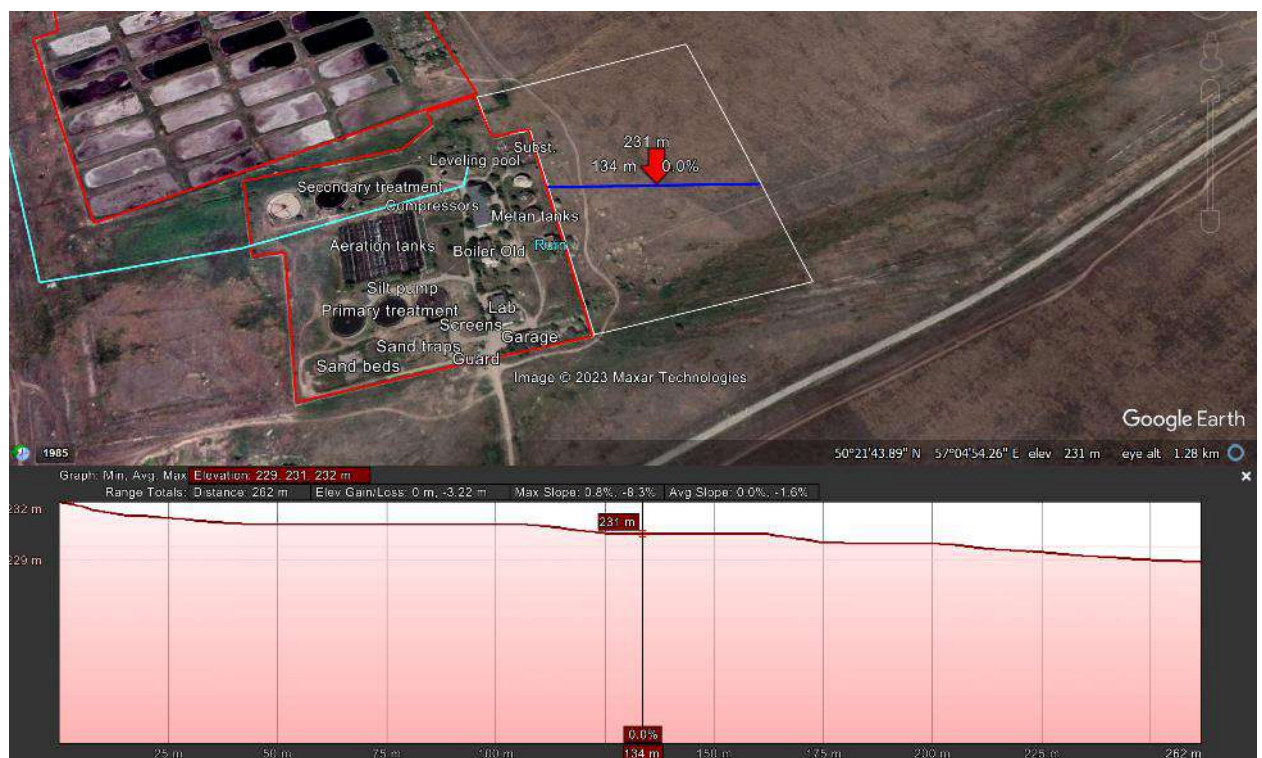 231 m
134 m 0.0%
Subst.
Leveling pool
Secondary treatment
Compressors
Metan tanks
Aeration tanks
Boiler Old
Silt pump
Primary treatment
Lab
Screens
Garage
Sand traps
Guard
Sand beds
Image © 2023 Maxar Technologies
Google Earth
1985
50°21'43.89" N 57°04'54.26" E elev 231 m eye alt 1.28 km
Graph: Min, Avg, Max Elevation: 229, 231, 232 m
Range Totals: Distance: 262 m Elev Gain/Loss: 0 m, -3.22 m Max Slope: 0.8%, -8.3% Avg Slope: 0.0%, -1.6%
232 m
231 m
229 m
0.0%
25 m 50 m 75 m 100 m 134 m 150 m 175 m 200 m 225 m 262 m